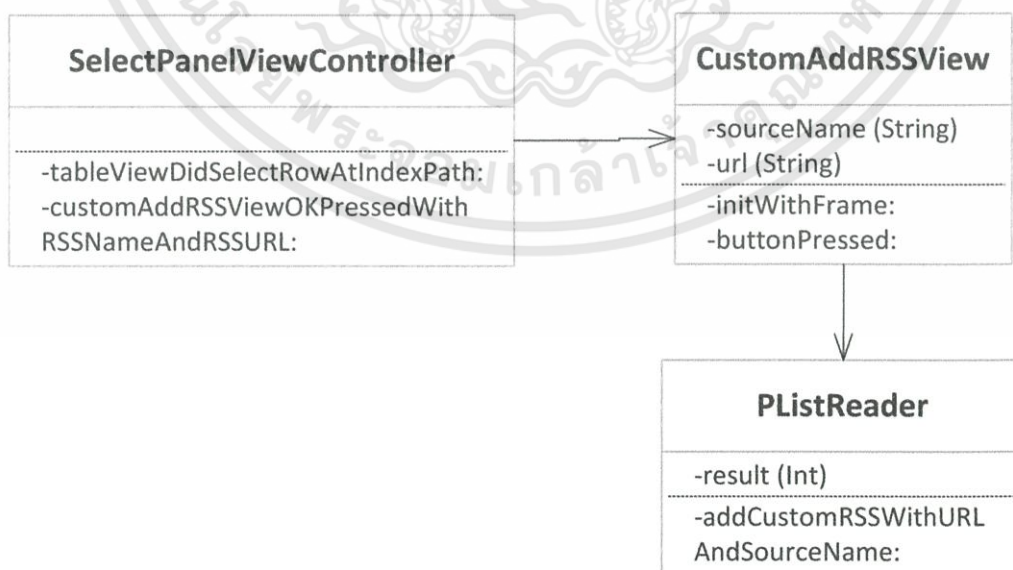 SelectPanelViewController
-tableViewDidSelectRowAtIndexPath:
-customAddRSSViewOKPressedWith
RSSNameAndRSSURL:
CustomAddRSSView
-sourceName (String)
-url (String)
-initWithFrame:
-buttonPressed:
PListReader
-result (Int)
-addCustomRSSWithURL
AndSourceName: